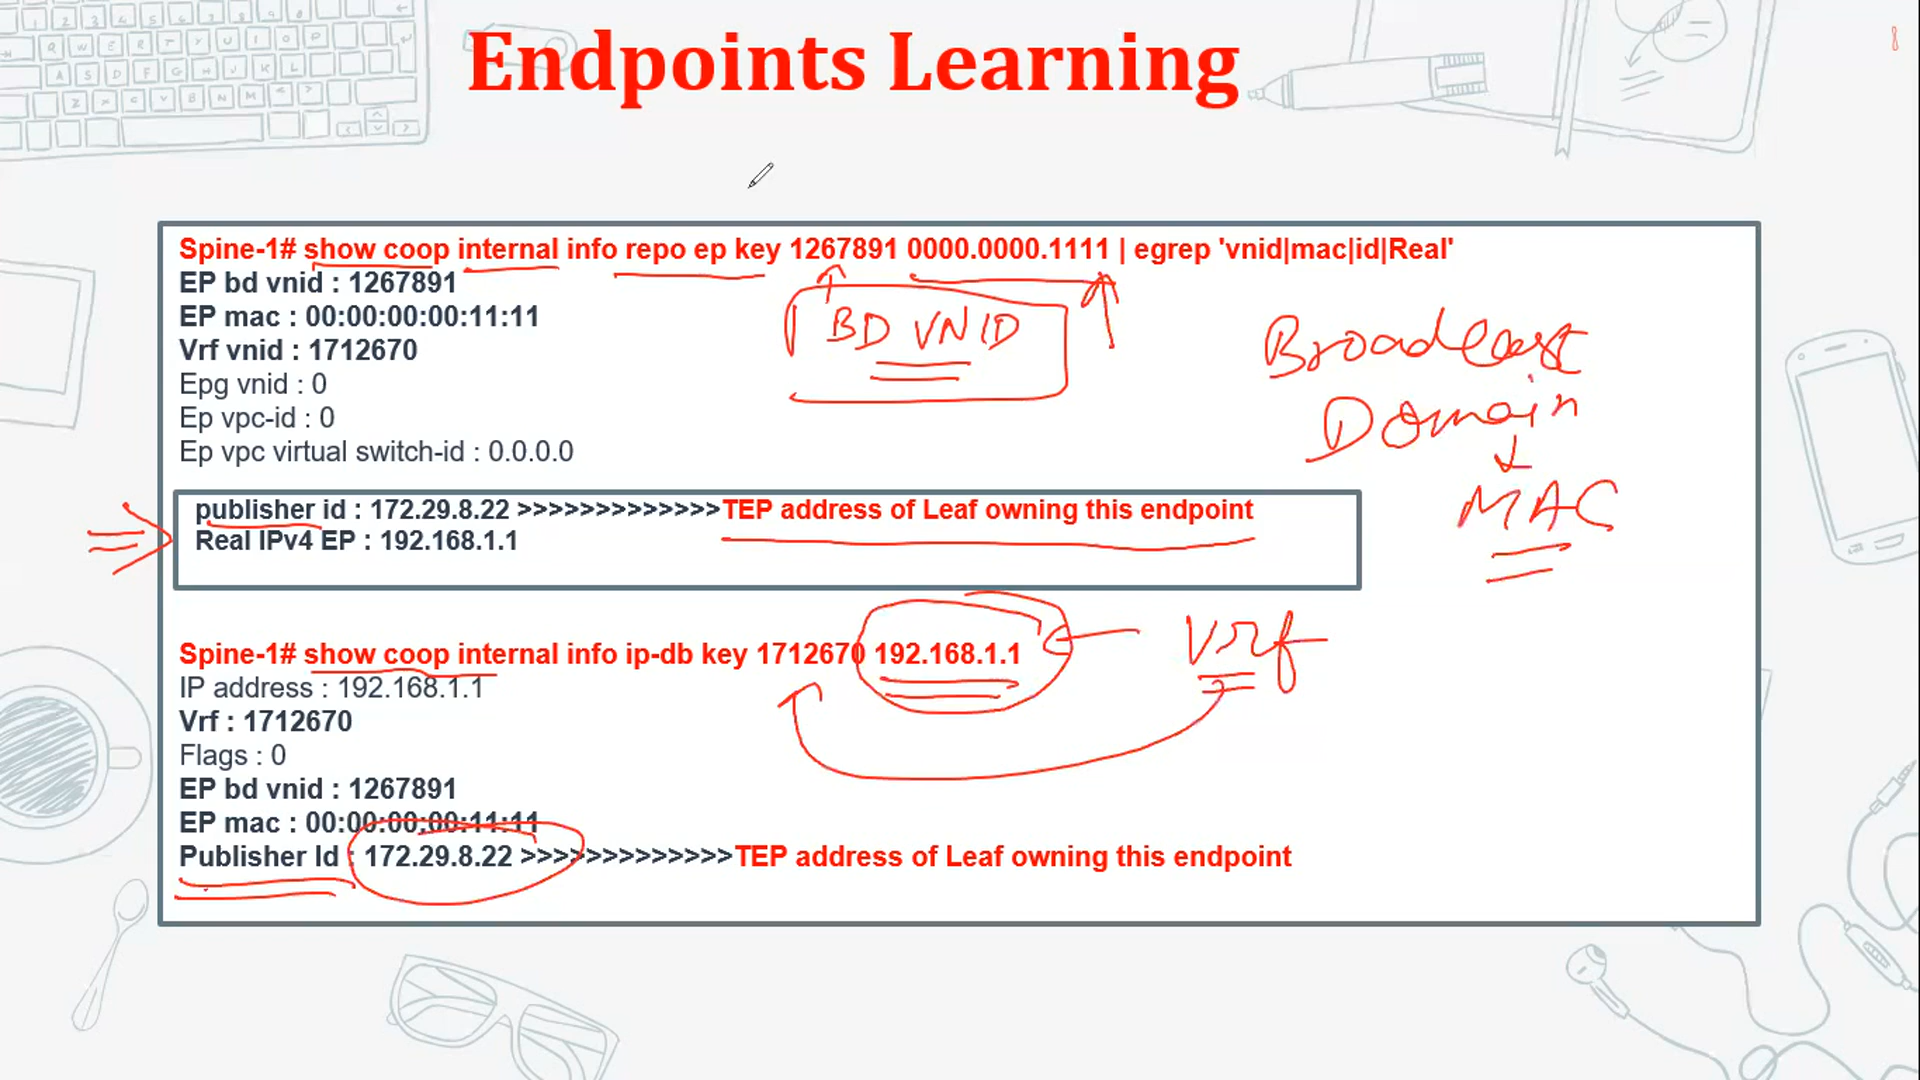 Endpoints Learning
Spine-1# show coop internal info repo ep key 1267891 0000.0000.1111 | egrep 'vnid|mac|id|Real'
EP bd vnid : 1267891
EP mac : 00:00:00:00:11:11
Vrf vnid : 1712670
Epg vnid : 0
Ep vpc-id : 0
Ep vpc virtual switch-id : 0.0.0.0
BD VNID
Broadcast
Domain
MAC
publisher id : 172.29.8.22 >>>>>>>>>>>>>TEP address of Leaf owning this endpoint
Real IPv4 EP : 192.168.1.1
Spine-1# show coop internal info ip-db key 1712670 192.168.1.1
Vrf
IP address : 192.168.1.1
Vrf : 1712670
Flags : 0
EP bd vnid : 1267891
EP mac : 00:00:00:00:11:11
Publisher Id : 172.29.8.22 >>>>>>>>>>>>>TEP address of Leaf owning this endpoint